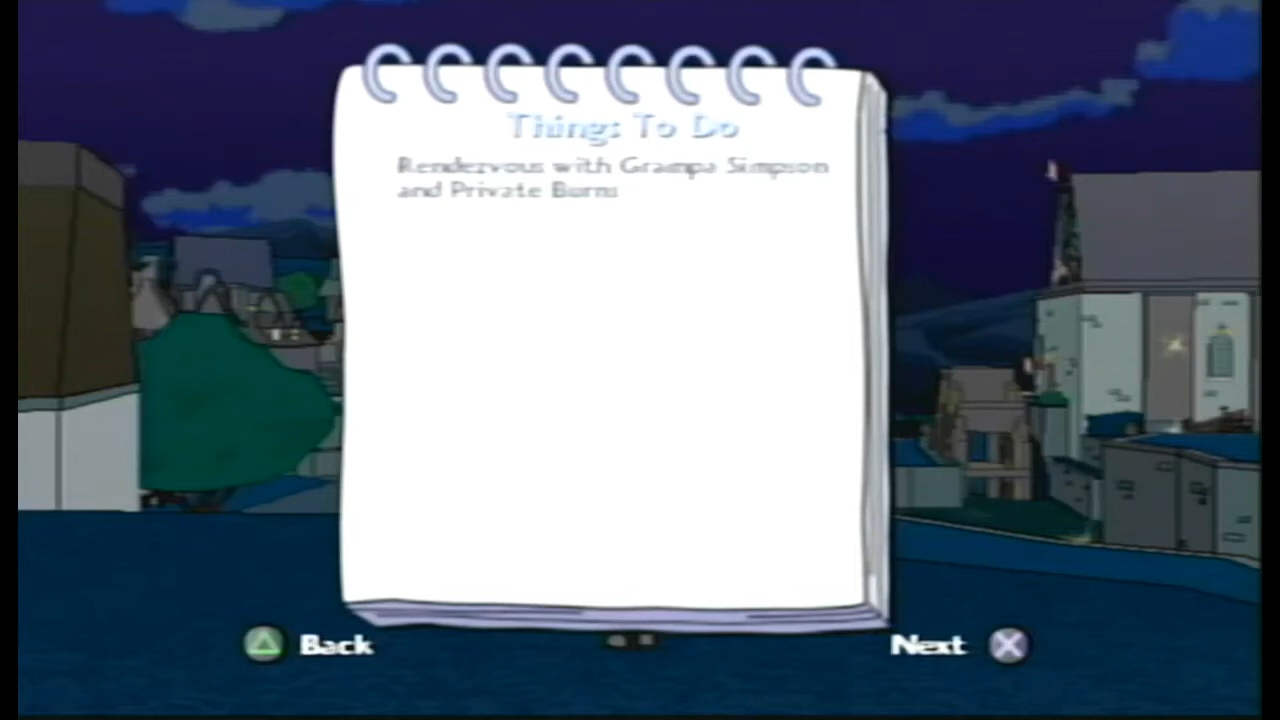 Things To Do
Rendezvous with Grampa Simpson
and Private Burns
Back
Next